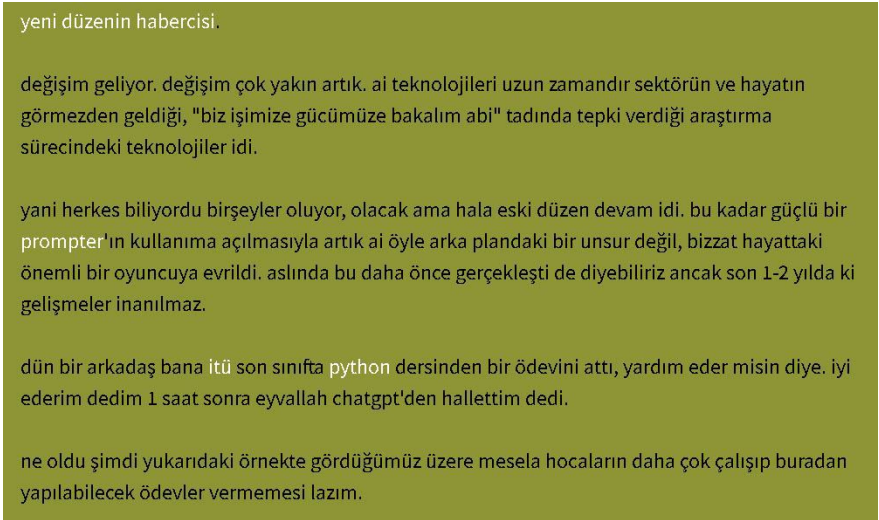 yeni düzenin habercisi.
değişim geliyor. değişim çok yakın artık. ai teknolojileri uzun zamandır sektörün ve hayatın
görmezden geldiği, "biz işimize gücümüze bakalım abi" tadında tepki verdiği araştırma
sürecindeki teknolojiler idi.
yani herkes biliyordu birşeyler oluyor, olacak ama hala eski düzen devam idi. bu kadar güçlü bir
prompter'ın kullanıma açılmasıyla artık ai öyle arka plandaki bir unsur değil, bizzat hayattaki
önemli bir oyuncuya evrildi. aslında bu daha önce gerçekleşti de diyebiliriz ancak son 1-2 yılda ki
gelişmeler inanılmaz.
dün bir arkadaş bana itü son sınıfta python dersinden bir ödevini attı, yardım eder misin diye. iyi
ederim dedim 1 saat sonra eyvallah chatgpt'den hallettim dedi.
ne oldu şimdi yukarıdaki örnekte gördüğümüz üzere mesela hocaların daha çok çalışıp buradan
yapılabilecek ödevler vermemesi lazım.